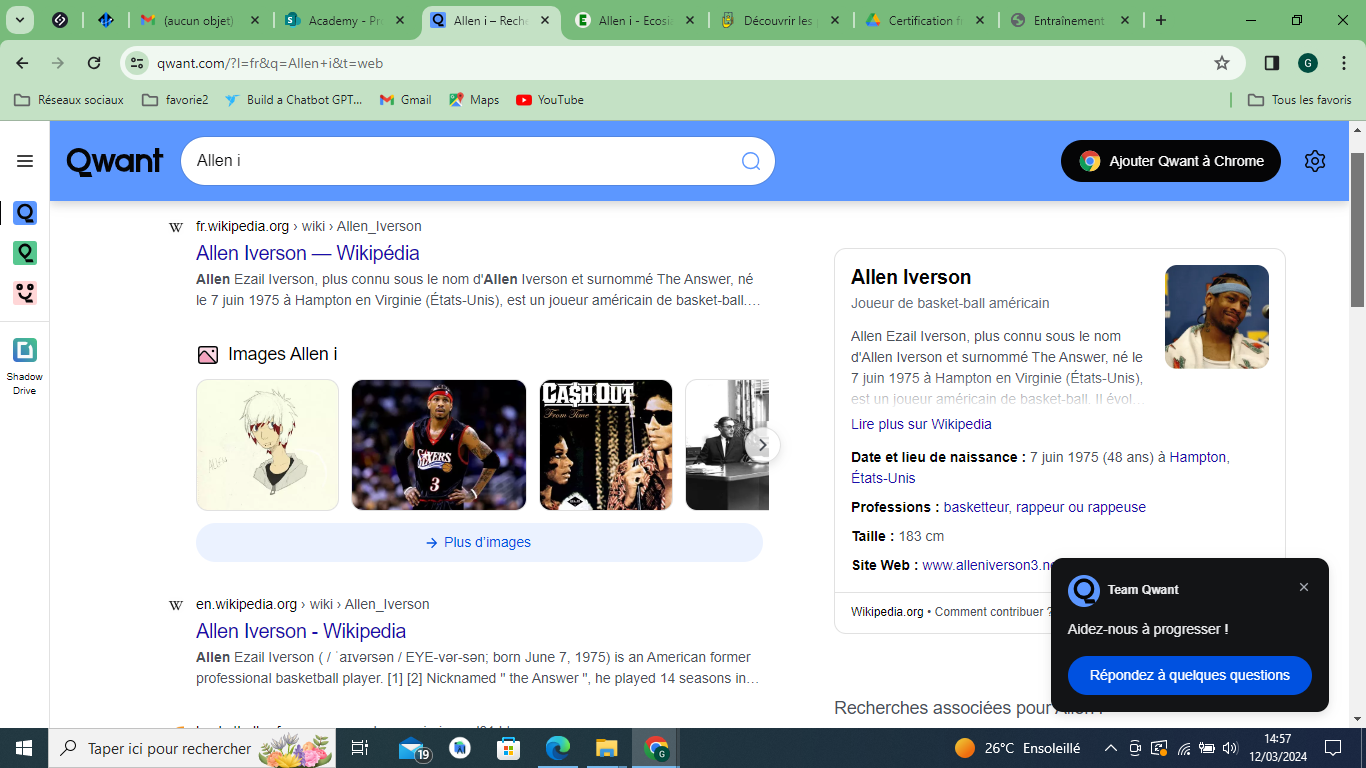 (aucun objet)
Academy - Pr
Allen i – Reche
Allen i - Ecosia
Découvrir les
Certification f
Entraînement
qwant.com/?l=fr&q=Allen+i&t=web
G
Réseaux sociaux
favorie2
Build a Chatbot GPT...
Gmail
Maps
YouTube
Tous les favoris
Qwant
Allen i
Ajouter Qwant à Chrome
Shadow
Drive
fr.wikipedia.org › wiki › Allen_Iverson
Allen Iverson — Wikipédia
Allen Ezail Iverson, plus connu sous le nom d'Allen Iverson et surnommé The Answer, né
le 7 juin 1975 à Hampton en Virginie (États-Unis), est un joueur américain de basket-ball....
Images Allen i
SIXERS
3
CA$H OUT
From Time
Plus d'images
en.wikipedia.org › wiki › Allen_Iverson
Allen Iverson - Wikipedia
Allen Ezail Iverson ( / ˈaɪvərsən / EYE-vər-sən; born June 7, 1975) is an American former
professional basketball player. [1] [2] Nicknamed " the Answer ", he played 14 seasons in...
Allen Iverson
Joueur de basket-ball américain
Allen Ezail Iverson, plus connu sous le nom
d'Allen Iverson et surnommé The Answer, né le
7 juin 1975 à Hampton en Virginie (États-Unis),
est un joueur américain de basket-ball. Il évol...
Lire plus sur Wikipedia
Date et lieu de naissance : 7 juin 1975 (48 ans) à Hampton,
États-Unis
Professions : basketteur, rappeur ou rappeuse
Taille : 183 cm
Site Web : www.alleniverson3.ne
Wikipedia.org • Comment contribuer ?
Recherches associées pour Allen i
Team Qwant
Aidez-nous à progresser !
Répondez à quelques questions
Taper ici pour rechercher
19
G
26°C Ensoleillé
14:57
12/03/2024